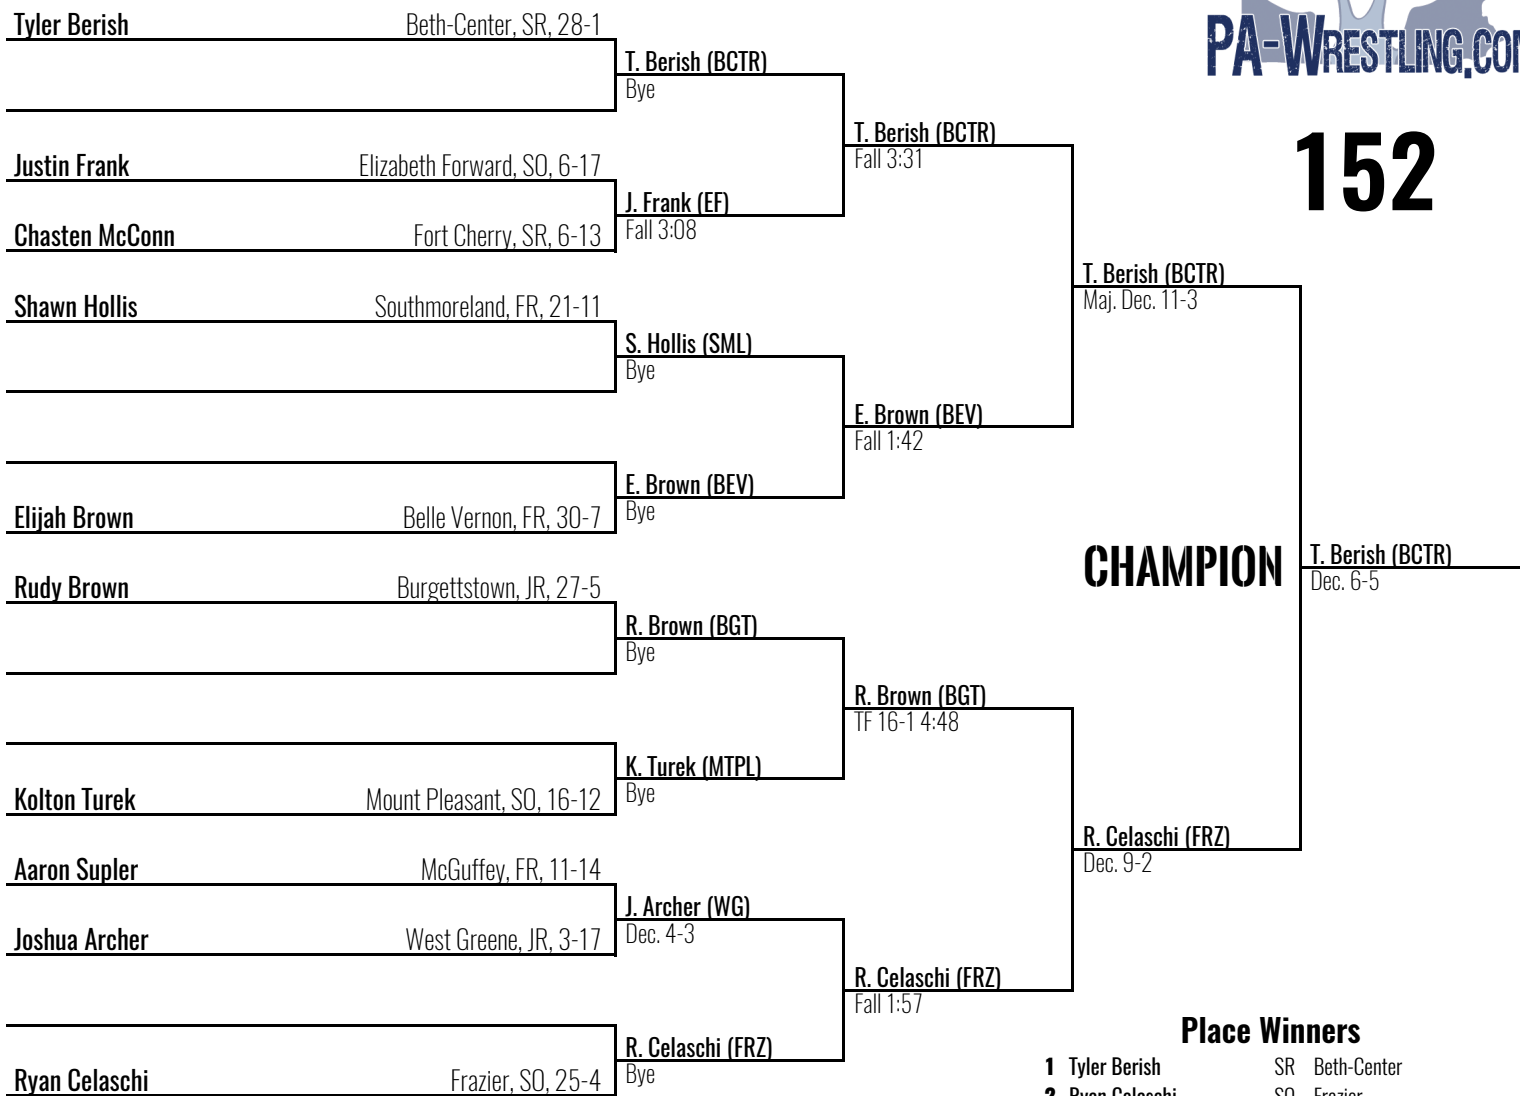 PA-WRESTLING.CO
152
Tyler Berish Beth-Center, SR, 28-1
T. Berish (BCTR)
Bye
T. Berish (BCTR)
Fall 3:31
Justin Frank Elizabeth Forward, SO, 6-17
J. Frank (EF)
Fall 3:08
Chasten McConn Fort Cherry, SR, 6-13
T. Berish (BCTR)
Maj. Dec. 11-3
Shawn Hollis Southmoreland, FR, 21-11
S. Hollis (SML)
Bye
E. Brown (BEV)
Fall 1:42
E. Brown (BEV)
Bye
Elijah Brown Belle Vernon, FR, 30-7
CHAMPION
T. Berish (BCTR)
Dec. 6-5
Rudy Brown Burgettstown, JR, 27-5
R. Brown (BGT)
Bye
R. Brown (BGT)
TF 16-1 4:48
K. Turek (MTPL)
Bye
Kolton Turek Mount Pleasant, SO, 16-12
R. Celaschi (FRZ)
Dec. 9-2
Aaron Supler McGuffey, FR, 11-14
J. Archer (WG)
Dec. 4-3
Joshua Archer West Greene, JR, 3-17
R. Celaschi (FRZ)
Fall 1:57
R. Celaschi (FRZ)
Bye
Ryan Celaschi Frazier, SO, 25-4
Place Winners
1 Tyler Berish SR Beth-Center
2 Ryan Celaschi SO Frazier